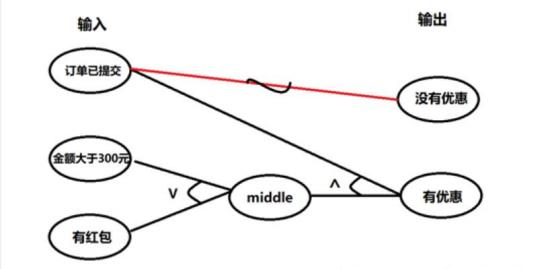 输入
输出
订单已提交
没有优惠
金额大于300元
V
middle
∧
有优惠
有红包